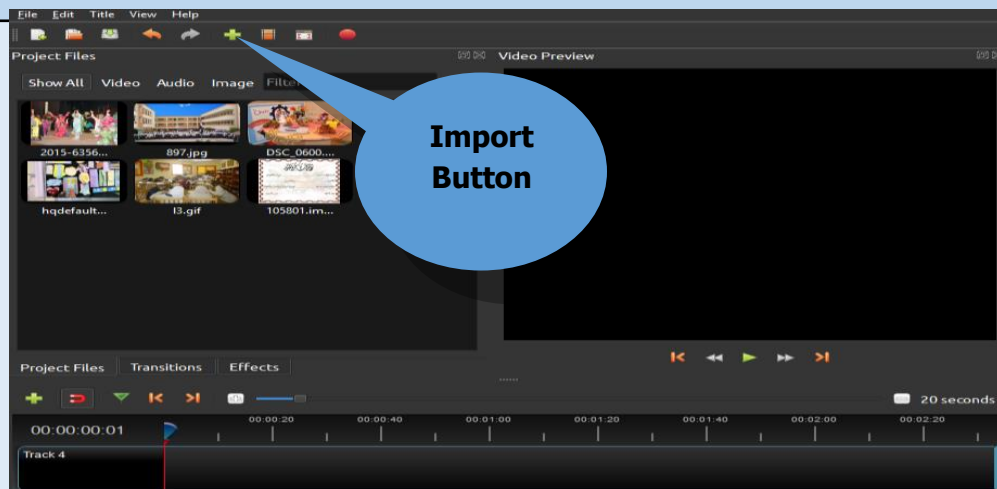 File Edit Title View Help
Project Files
Video Preview
Show All Video Audio Image Filter
Import
Button
2015-6356... 897.jpg DSC_0600....
hqdefault... l3.gif 105801.im...
Project Files Transitions Effects
20 seconds
00:00:00:01 00:00:20 00:00:40 00:01:00 00:01:20 00:01:40 00:02:00 00:02:20
Track 4